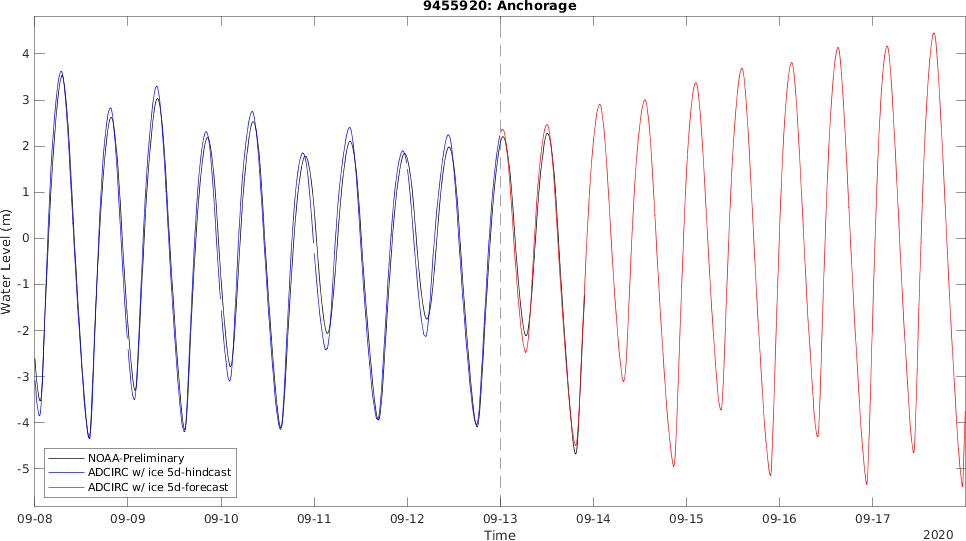 9455920: Anchorage
4
3
2
1
0
-1
-2
-3
-4
-5
Water Level (m)
NOAA-Preliminary
ADCIRC w/ ice 5d-hindcast
ADCIRC w/ ice 5d-forecast
09-08 09-09 09-10 09-11 09-12 09-13 09-14 09-15 09-16 09-17
Time
2020